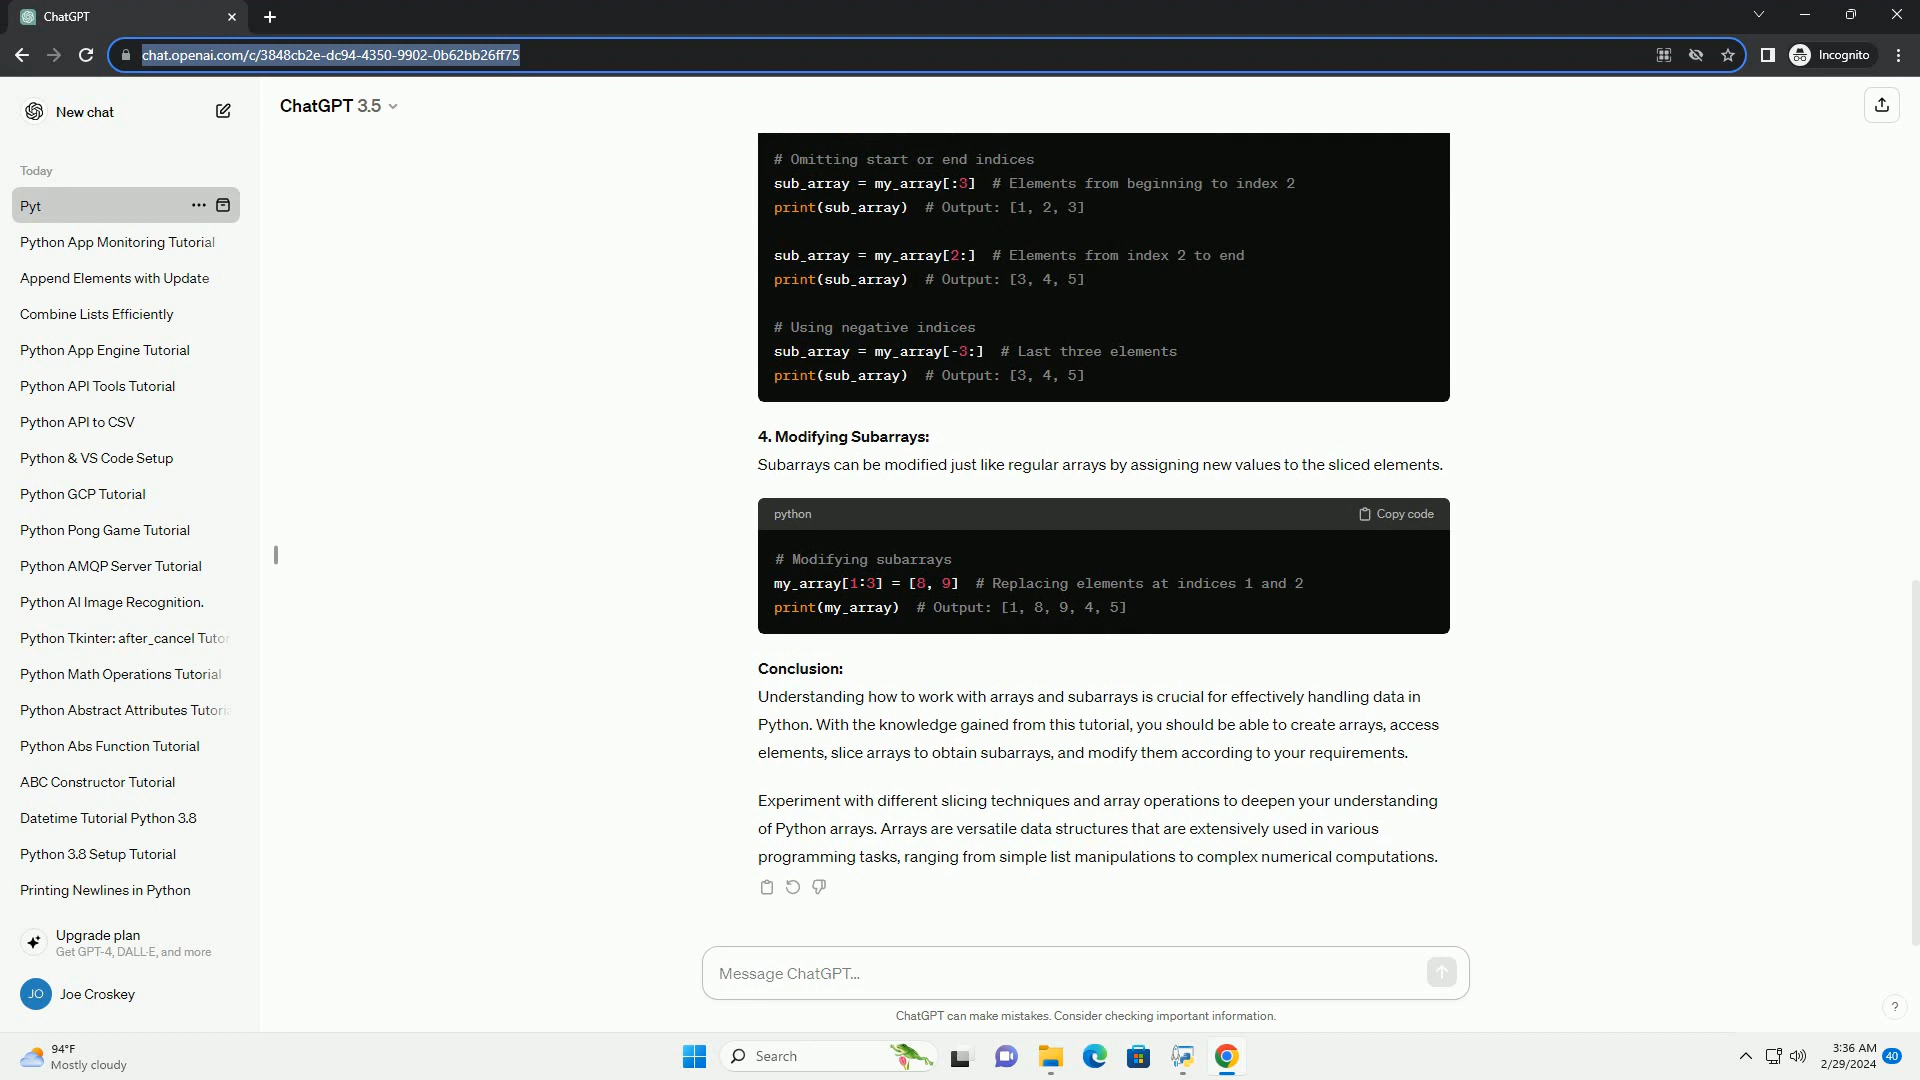 ChatGPT
chat.openai.com/c/3848cb2e-dc94-4350-9902-0b62bb26ff75
Incognito
New chat
ChatGPT 3.5
Today
Pyt
Python App Monitoring Tutorial
Append Elements with Update
Combine Lists Efficiently
Python App Engine Tutorial
Python API Tools Tutorial
Python API to CSV
Python & VS Code Setup
Python GCP Tutorial
Python Pong Game Tutorial
Python AMQP Server Tutorial
Python AI Image Recognition.
Python Tkinter: after_cancel Tutor
Python Math Operations Tutorial
Python Abstract Attributes Tutoria
Python Abs Function Tutorial
ABC Constructor Tutorial
Datetime Tutorial Python 3.8
Python 3.8 Setup Tutorial
Printing Newlines in Python
Upgrade plan
Get GPT-4, DALL·E, and more
JO Joe Croskey
# Omitting start or end indices
sub_array = my_array[:3]  # Elements from beginning to index 2
print(sub_array)  # Output: [1, 2, 3]
sub_array = my_array[2:]  # Elements from index 2 to end
print(sub_array)  # Output: [3, 4, 5]
# Using negative indices
sub_array = my_array[-3:]  # Last three elements
print(sub_array)  # Output: [3, 4, 5]
4. Modifying Subarrays:
Subarrays can be modified just like regular arrays by assigning new values to the sliced elements.
python Copy code
# Modifying subarrays
my_array[1:3] = [8, 9]  # Replacing elements at indices 1 and 2
print(my_array)  # Output: [1, 8, 9, 4, 5]
Conclusion:
Understanding how to work with arrays and subarrays is crucial for effectively handling data in
Python. With the knowledge gained from this tutorial, you should be able to create arrays, access
elements, slice arrays to obtain subarrays, and modify them according to your requirements.
Experiment with different slicing techniques and array operations to deepen your understanding
of Python arrays. Arrays are versatile data structures that are extensively used in various
programming tasks, ranging from simple list manipulations to complex numerical computations.
Message ChatGPT...
ChatGPT can make mistakes. Consider checking important information.
?
94°F
Mostly cloudy
Search
3:36 AM
2/29/2024
40